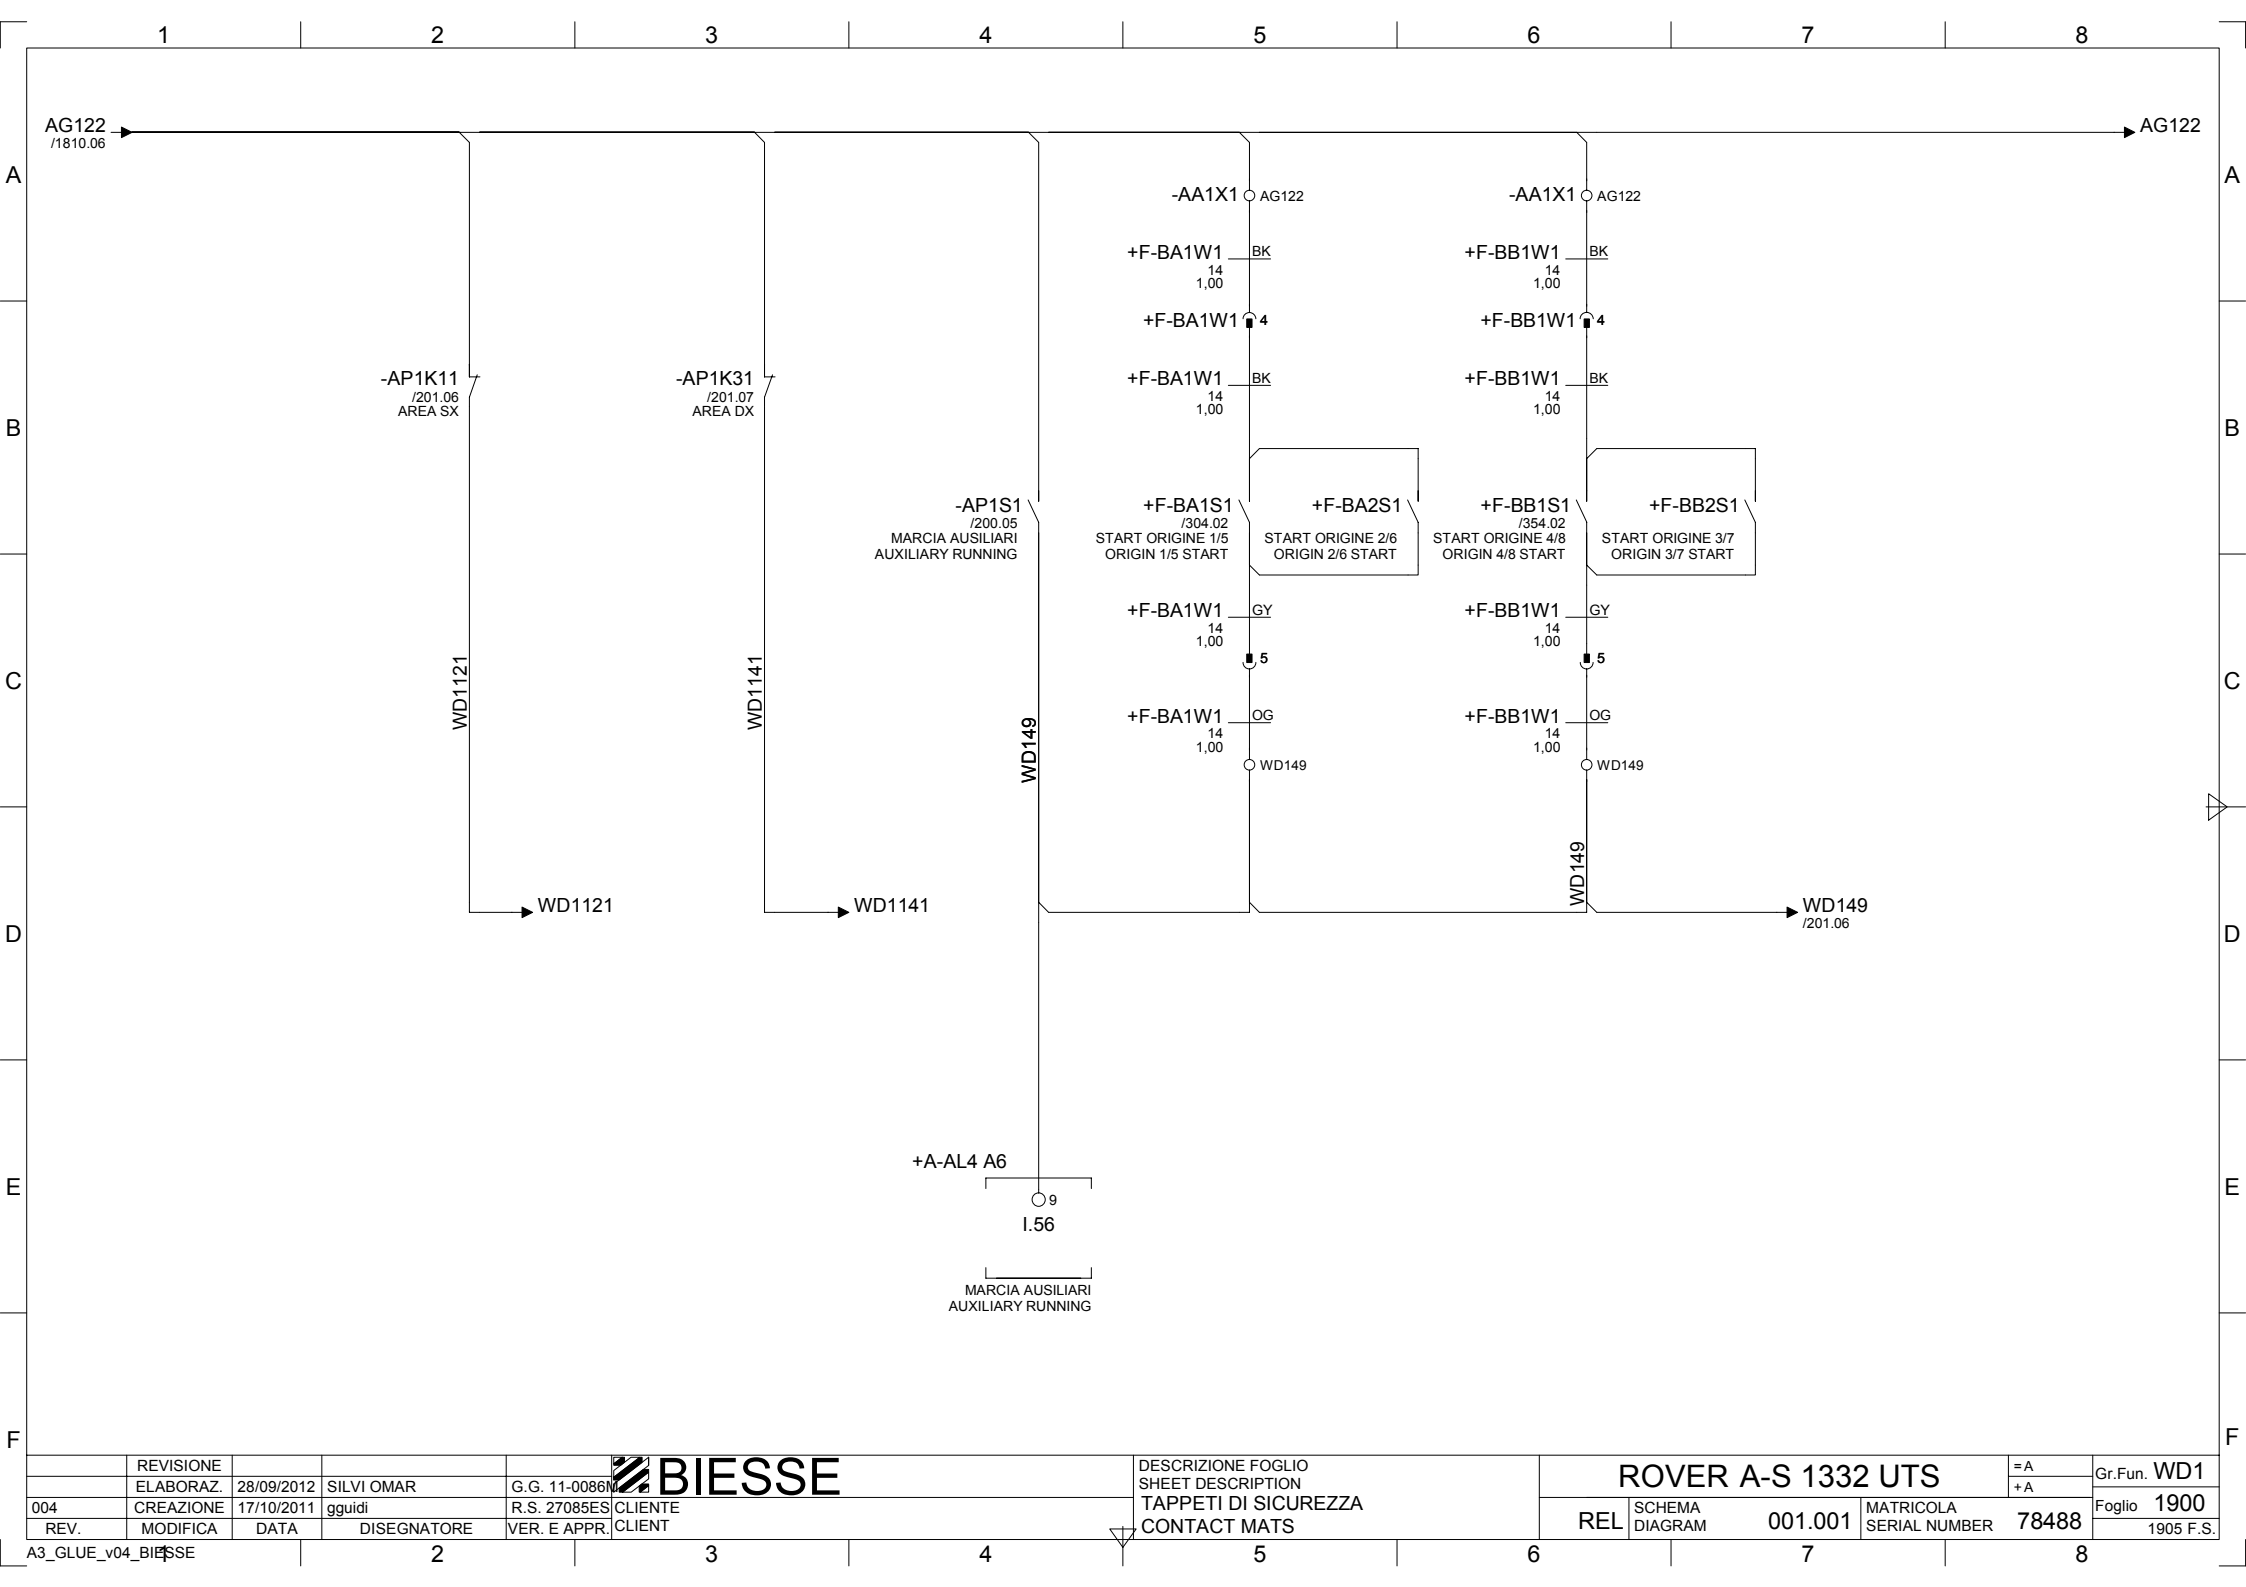 1 2 3 4 5 6 7 8
AG122
/1810.06
AG122
A A
-AA1X1 AG122
-AA1X1 AG122
+F-BA1W1 BK
14
1,00
+F-BB1W1 BK
14
1,00
+F-BA1W1 4
+F-BB1W1 4
-AP1K11
/201.06
AREA SX
-AP1K31
/201.07
AREA DX
+F-BA1W1 BK
14
1,00
+F-BB1W1 BK
14
1,00
B B
-AP1S1
/200.05
MARCIA AUSILIARI
AUXILIARY RUNNING
+F-BA1S1
/304.02
START ORIGINE 1/5
ORIGIN 1/5 START
+F-BA2S1
START ORIGINE 2/6
ORIGIN 2/6 START
+F-BB1S1
/354.02
START ORIGINE 4/8
ORIGIN 4/8 START
+F-BB2S1
START ORIGINE 3/7
ORIGIN 3/7 START
+F-BA1W1 GY
14
1,00
5
+F-BB1W1 GY
14
1,00
5
C C
WD1121
WD1141
WD149
+F-BA1W1 OG
14
1,00
WD149
+F-BB1W1 OG
14
1,00
WD149
WD149
WD1121
WD1141
WD149
/201.06
D D
+A-AL4 A6
9
I.56
E E
MARCIA AUSILIARI
AUXILIARY RUNNING
F F
REVISIONE
ELABORAZ. 28/09/2012 SILVI OMAR G.G. 11-0086M
004 CREAZIONE 17/10/2011 gguidi R.S. 27085ES
REV. MODIFICA DATA DISEGNATORE VER. E APPR.
BIESSE
CLIENTE
CLIENT
DESCRIZIONE FOGLIO
SHEET DESCRIPTION
TAPPETI DI SICUREZZA
CONTACT MATS
ROVER A-S 1332 UTS
REL SCHEMA
DIAGRAM 001.001
MATRICOLA
SERIAL NUMBER 78488
=A
+A
Gr.Fun. WD1
Foglio 1900
1905 F.S.
A3_GLUE_v04_BIESSE
1 2 3 4 5 6 7 8